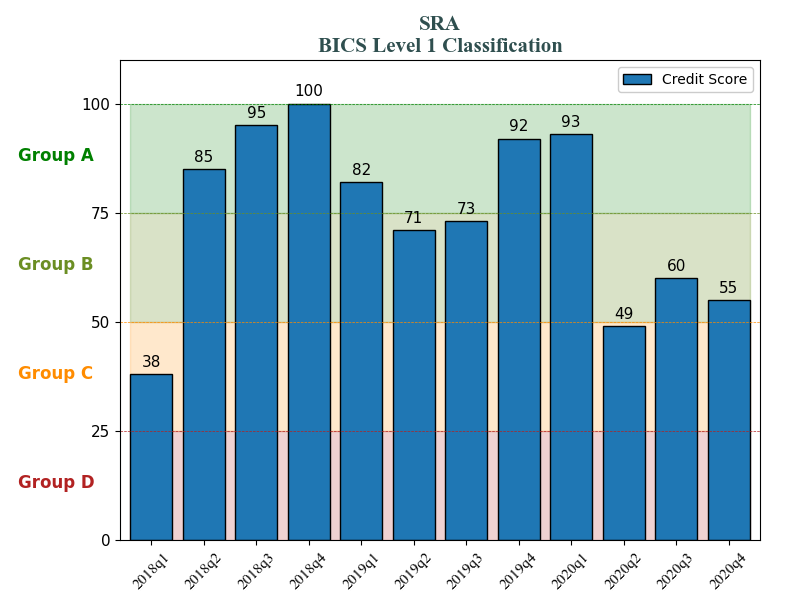 SRA
BICS Level 1 Classification
Credit Score
100
75
50
25
0
Group A
Group B
Group C
Group D
38
85
95
100
82
71
73
92
93
49
60
55
2018q1
2018q2
2018q3
2018q4
2019q1
2019q2
2019q3
2019q4
2020q1
2020q2
2020q3
2020q4